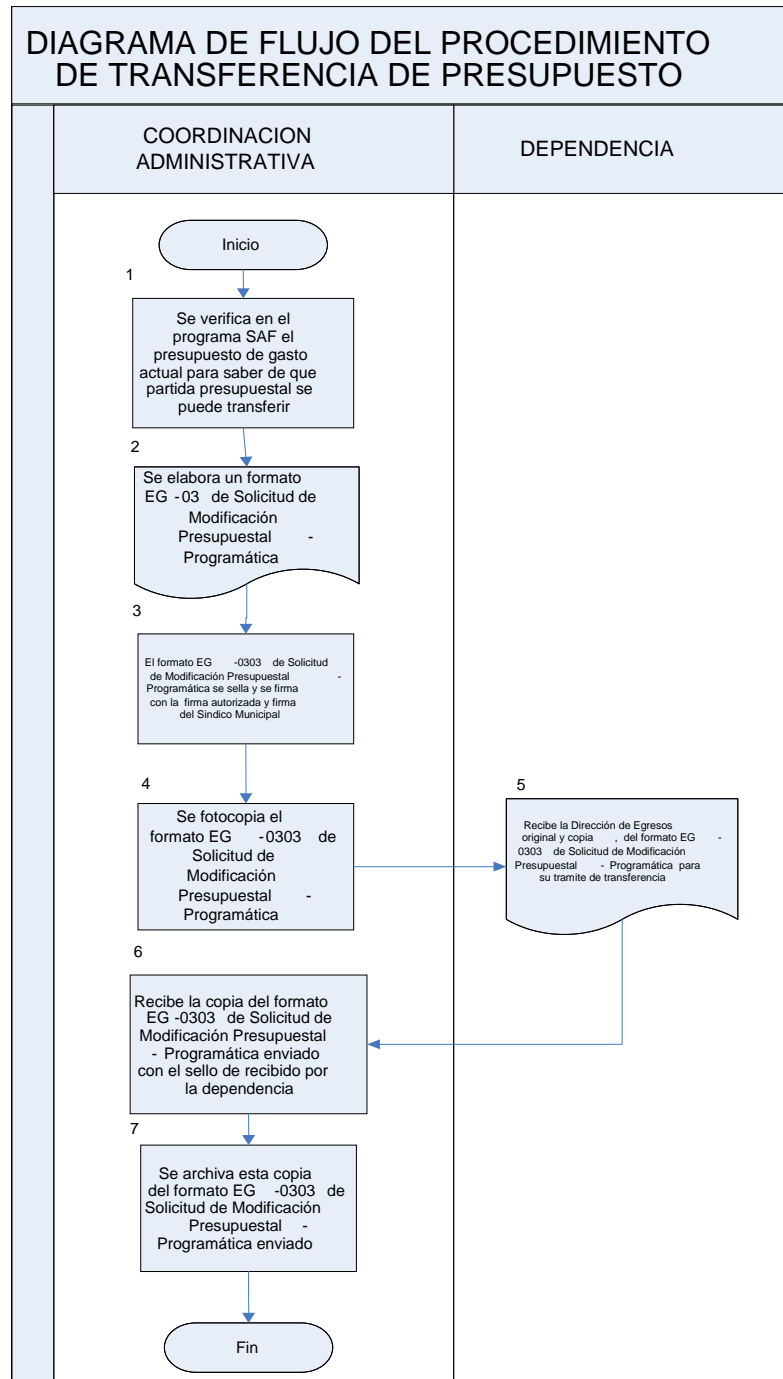 DIAGRAMA DE FLUJO DEL PROCEDIMIENTO
DE TRANSFERENCIA DE PRESUPUESTO
COORDINACION
ADMINISTRATIVA
DEPENDENCIA
Inicio
1
Se verifica en el
programa SAF el
presupuesto de gasto
actual para saber de que
partida presupuestal se
puede transferir
2
Se elabora un formato
EG -03 de Solicitud de
Modificación
Presupuestal -
Programática
3
El formato EG -0303 de Solicitud
de Modificación Presupuestal -
Programática se sella y se firma
con la firma autorizada y firma
del Sindico Municipal
4
Se fotocopia el
formato EG -0303 de
Solicitud de
Modificación
Presupuestal -
Programática
5
Recibe la Dirección de Egresos
original y copia , del formato EG -
0303 de Solicitud de Modificación
Presupuestal - Programática para
su tramite de transferencia
6
Recibe la copia del formato
EG -0303 de Solicitud de
Modificación Presupuestal
- Programática enviado
con el sello de recibido por
la dependencia
7
Se archiva esta copia
del formato EG -0303 de
Solicitud de Modificación
Presupuestal -
Programática enviado
Fin